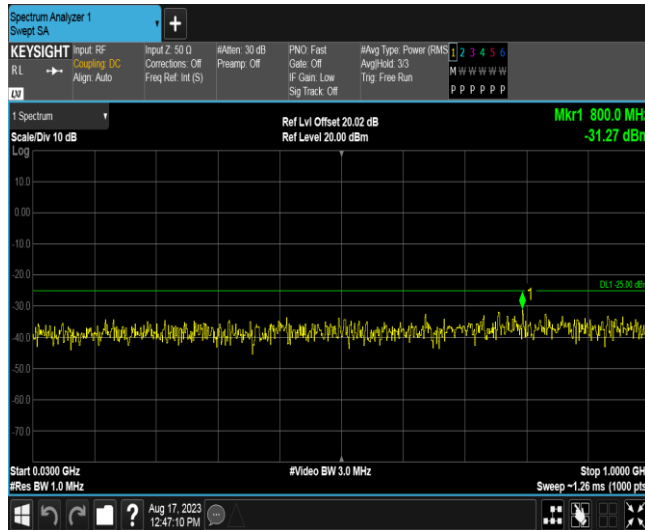 Spectrum Analyzer 1
Swept SA
+
KEYSIGHT Input: RF Input Z: 50 Ω #Atten: 30 dB PNO: Fast #Avg Type: Power (RMS 1 2 3 4 5 6
RL Coupling: DC Corrections: Off Preamp: Off Gate: Off Avg|Hold: 3/3 M W W W W W
Align: Auto Freq Ref: Int (S) IF Gain: Low Trig: Free Run
Sig Track: Off P P P P P P
LXI
1 Spectrum Ref Lvl Offset 20.02 dB Mkr1 800.0 MHz
Scale/Div 10 dB Ref Level 20.00 dBm -31.27 dBm
Log
10.0
0.00
-10.0
-20.0
DL1 -25.00 dBm
1
-30.0
-40.0
-50.0
-60.0
-70.0
Start 0.0300 GHz #Video BW 3.0 MHz Stop 1.0000 GH
#Res BW 1.0 MHz Sweep ~1.26 ms (1000 pts
? Aug 17, 2023
12:47:10 PM